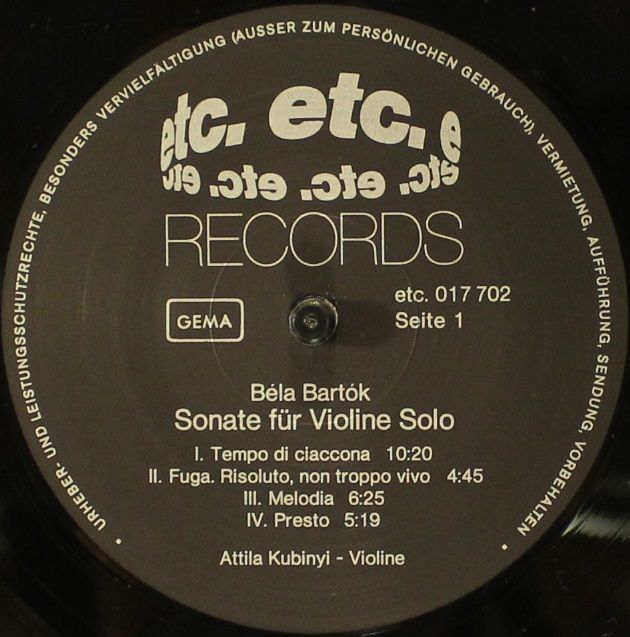 URHEBER- UND LEISTUNGSSCHUTZRECHTE, BESONDERS VERVIELFÄLTIGUNG (AUSSER ZUM PERSÖNLICHEN GEBRAUCH), VERMIETUNG, AUFFÜHRUNG, SENDUNG, VORBEHALTEN
etc. etc. e
etc. etc. etc. etc
RECORDS
etc. 017 702
GEMA
Seite 1
Béla Bartók
Sonate für Violine Solo
I. Tempo di ciaccona 10:20
II. Fuga. Risoluto, non troppo vivo 4:45
III. Melodia 6:25
IV. Presto 5:19
Attila Kubinyi - Violine